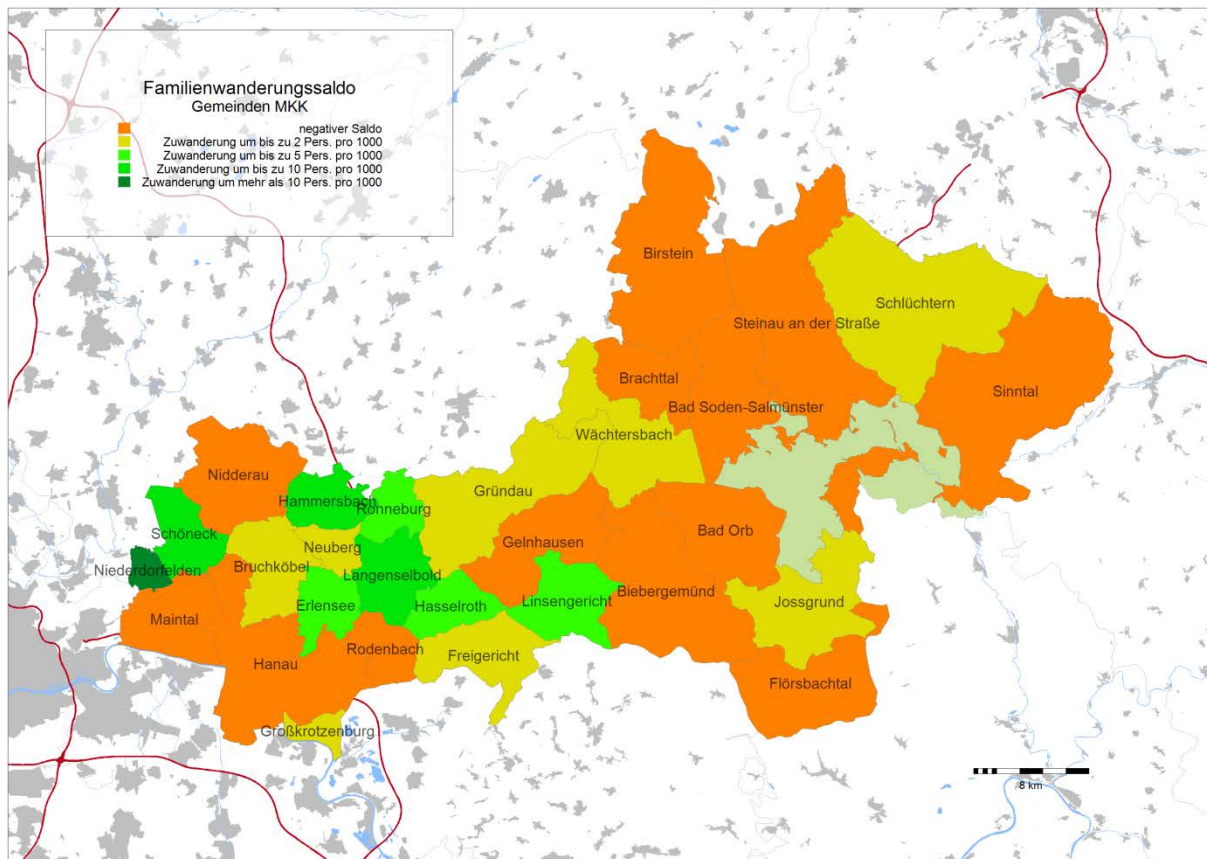 Familienwanderungssaldo
Gemeinden MKK
negativer Saldo
Zuwanderung um bis zu 2 Pers. pro 1000
Zuwanderung um bis zu 5 Pers. pro 1000
Zuwanderung um bis zu 10 Pers. pro 1000
Zuwanderung um mehr als 10 Pers. pro 1000
Birstein
Schlüchtern
Steinau an der Straße
Brachttal
Sinntal
Bad Soden-Salmünster
Wächtersbach
Nidderau
Gründau
Hammersbach
Ronneburg
Bad Orb
Schöneck
Gelnhausen
Neuberg
Niederdorfelden
Bruchköbel
Langenselbold
Biebergemünd
Linsengericht
Jossgrund
Erlensee
Hasselroth
Maintal
Rodenbach
Freigericht
Hanau
Flörsbachtal
Großkrotzenburg
8 km